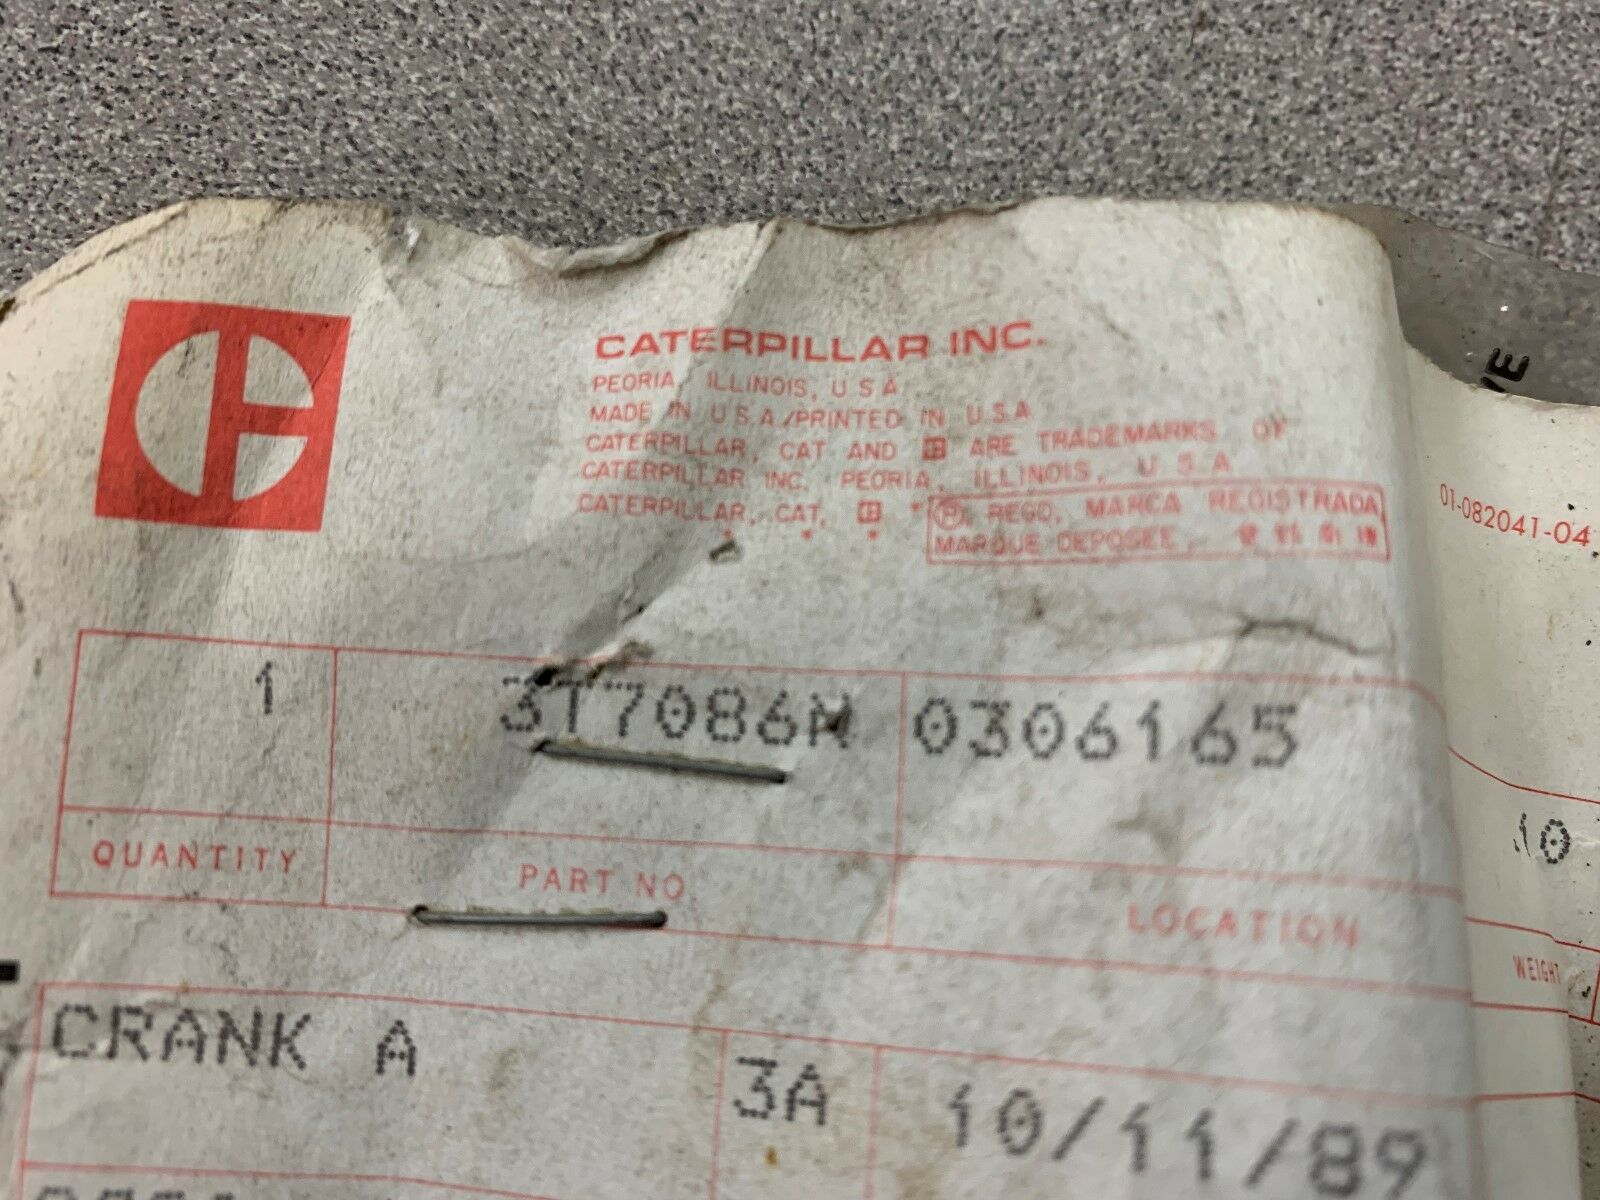 CATERPILLAR INC.
PEORIA, ILLINOIS, U S A
MADE IN U.S.A./PRINTED IN U.S.A
CATERPILLAR, CAT AND ARE TRADEMARKS OF
CATERPILLAR INC. PEORIA, ILLINOIS, U S A
CATERPILLAR, CAT, * ®, REGD, MARCA REGISTRADA
* * * MARQUE DEPOSEE,
01-082041-04
1 3T7086M 0306165
10
QUANTITY PART NO LOCATION
WEIGHT
CRANK A 3A 10/11/89